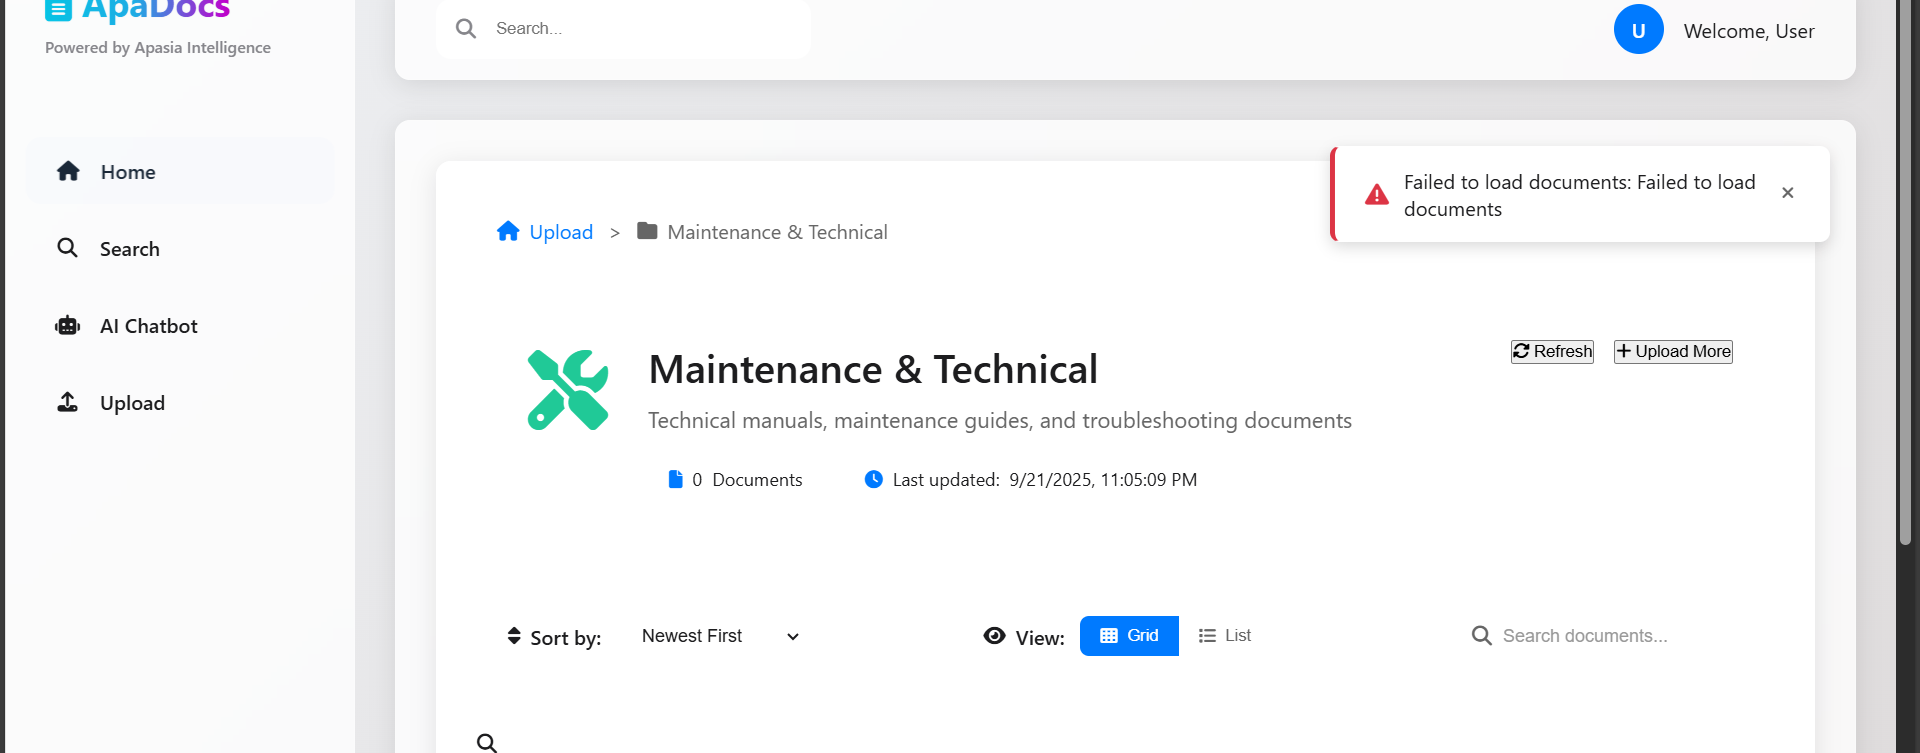 ApaDocs
Powered by Apasia Intelligence
Search...
U
Welcome, User
Home
Search
AI Chatbot
Upload
Failed to load documents: Failed to load
documents
×
Upload > Maintenance & Technical
Maintenance & Technical
Refresh
Upload More
Technical manuals, maintenance guides, and troubleshooting documents
0 Documents
Last updated: 9/21/2025, 11:05:09 PM
Sort by: Newest First
View: Grid List
Search documents...